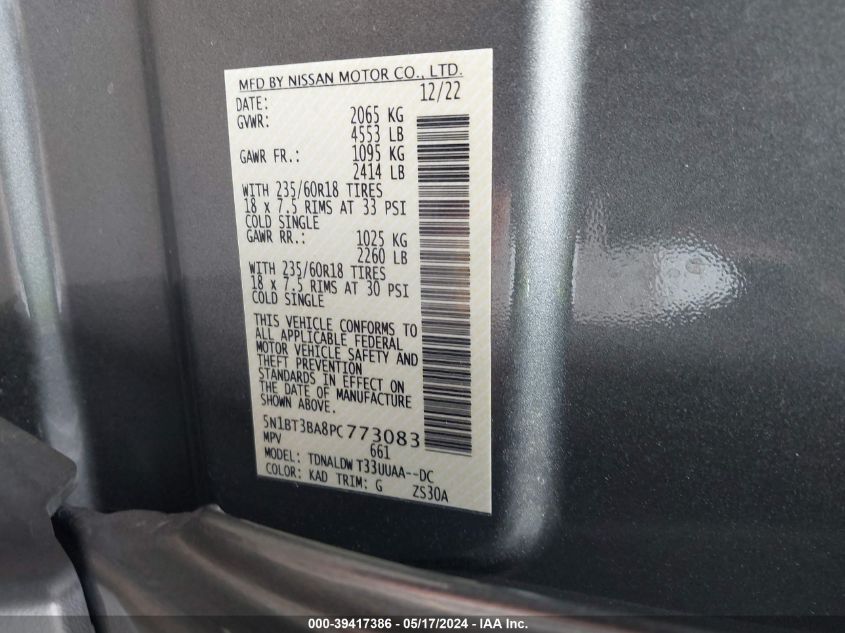 MFD BY NISSAN MOTOR CO., LTD.
DATE: 12/22
GVWR: 2065 KG
4553 LB
GAWR FR.: 1095 KG
2414 LB
WITH 235/60R18 TIRES
18 x 7.5 RIMS AT 33 PSI
COLD SINGLE
GAWR RR.: 1025 KG
2260 LB
WITH 235/60R18 TIRES
18 x 7.5 RIMS AT 30 PSI
COLD SINGLE
THIS VEHICLE CONFORMS TO
ALL APPLICABLE FEDERAL
MOTOR VEHICLE SAFETY AND
THEFT PREVENTION
STANDARDS IN EFFECT ON
THE DATE OF MANUFACTURE
SHOWN ABOVE.
5N1BT3BA8PC773083
MPV 661
MODEL: TDNALDW T33UUAA--DC
COLOR: KAD TRIM: G ZS30A
000-39417386 - 05/17/2024 - IAA Inc.